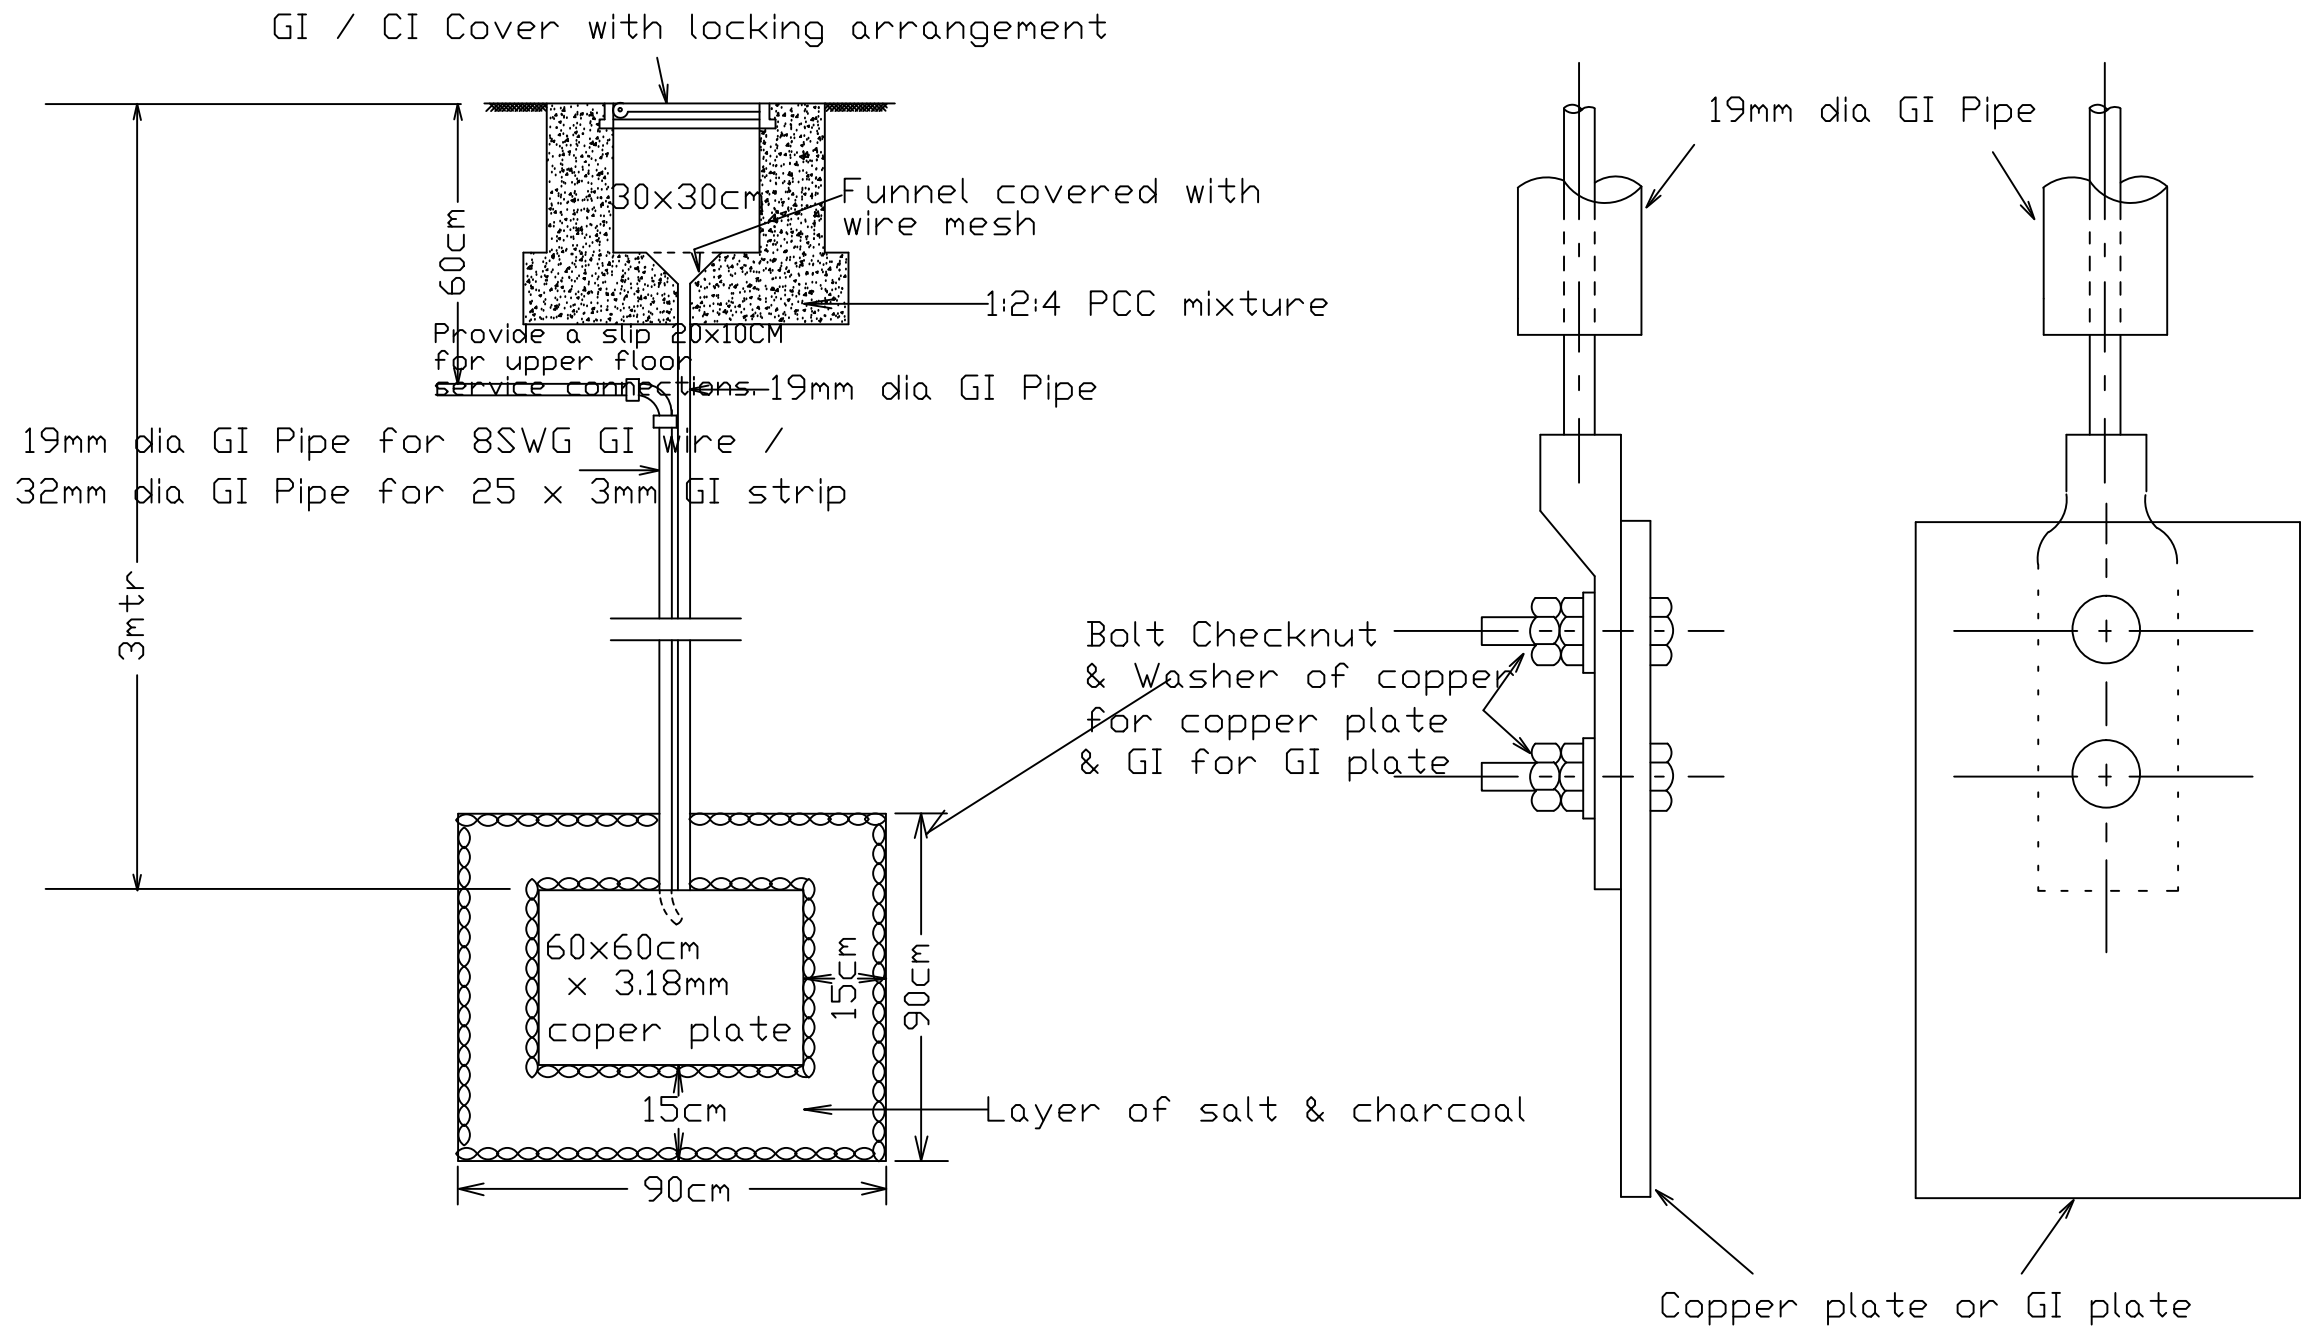 GI / CI Cover with locking arrangement
19mm dia GI Pipe
30x30cm
Funnel covered with
wire mesh
60cm
1:2:4 PCC mixture
Provide a slip 20x10CM
for upper floor
service connections.
19mm dia GI Pipe
19mm dia GI Pipe for 8SWG GI wire /
32mm dia GI Pipe for 25 x 3mm GI strip
3mtr
Bolt Checknut
& Washer of copper
for copper plate
& GI for GI plate
60x60cm
x 3.18mm
coper plate
15cm
90cm
15cm
Layer of salt & charcoal
90cm
Copper plate or GI plate